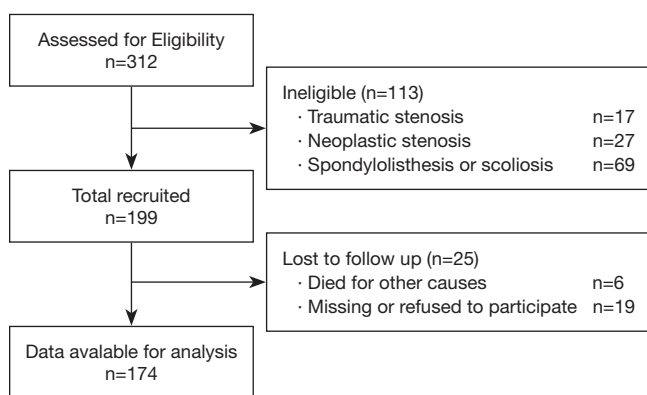 Assessed for Eligibility
n=312
Ineligible (n=113)
· Traumatic stenosis n=17
· Neoplastic stenosis n=27
· Spondylolisthesis or scoliosis n=69
Total recruited
n=199
Lost to follow up (n=25)
· Died for other causes n=6
· Missing or refused to participate n=19
Data avalable for analysis
n=174